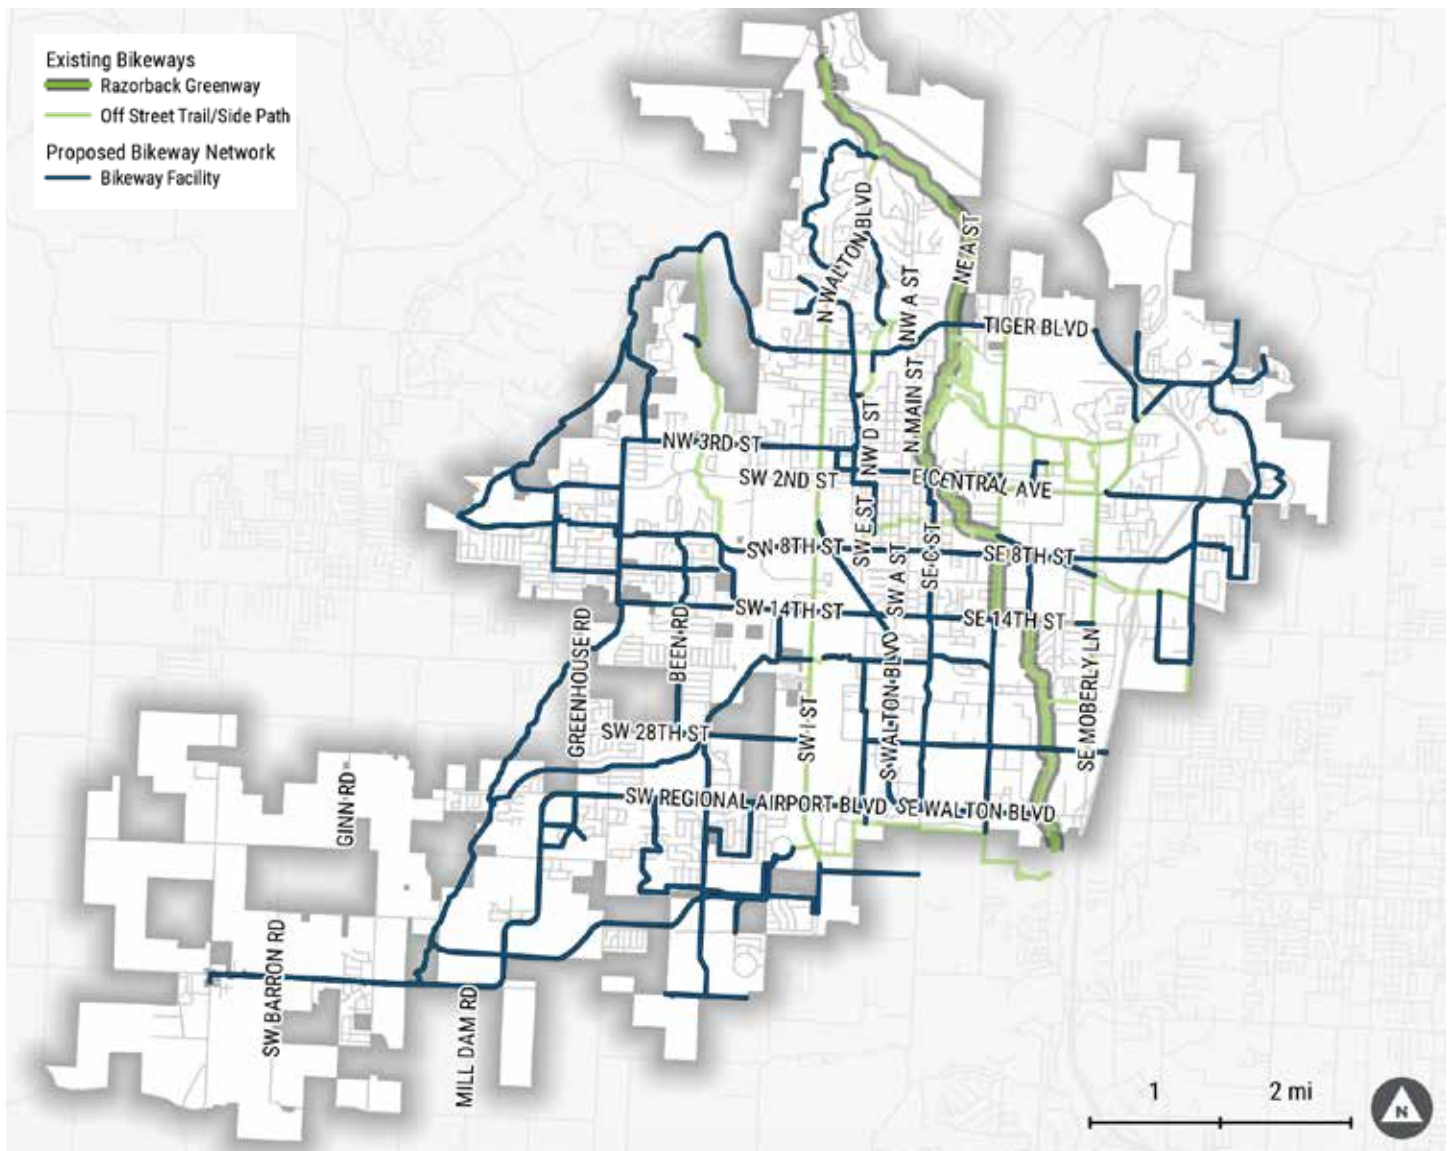 Existing Bikeways
Razorback Greenway
Off Street Trail/Side Path
Proposed Bikeway Network
Bikeway Facility
N WALTON BLVD
NE A ST
NW A ST
TIGER BLVD
N MAIN ST
NW D ST
NW 3RD ST
SW 2ND ST
E CENTRAL AVE
SW E ST
SE C ST
SW 8TH ST
SE 8TH ST
SW A ST
SW 14TH ST
SE 14TH ST
GREENHOUSE RD
BEEN RD
SE MOBERLY LN
S WALTON BLVD
SW I ST
SW 28TH ST
GINN RD
SW REGIONAL AIRPORT BLVD
SE WALTON BLVD
SW BARRON RD
MILL DAM RD
1 2 mi
N